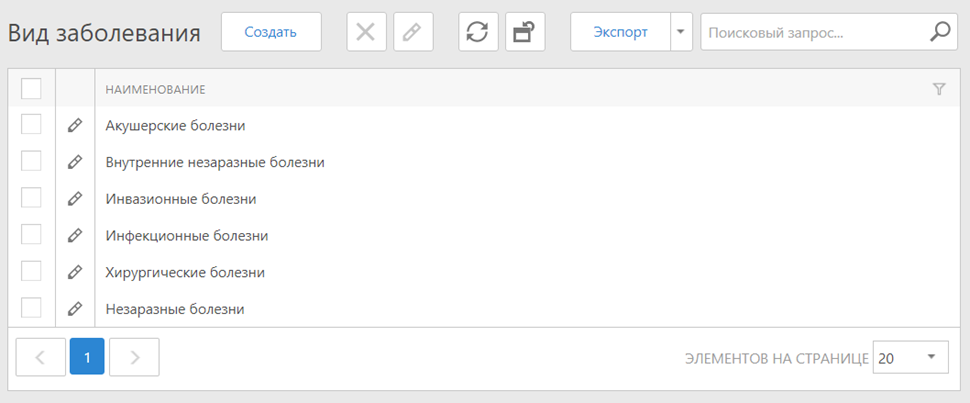 Вид заболевания Создать Экспорт Поисковый запрос...
НАИМЕНОВАНИЕ
Акушерские болезни
Внутренние незаразные болезни
Инвазионные болезни
Инфекционные болезни
Хирургические болезни
Незаразные болезни
1 ЭЛЕМЕНТОВ НА СТРАНИЦЕ 20